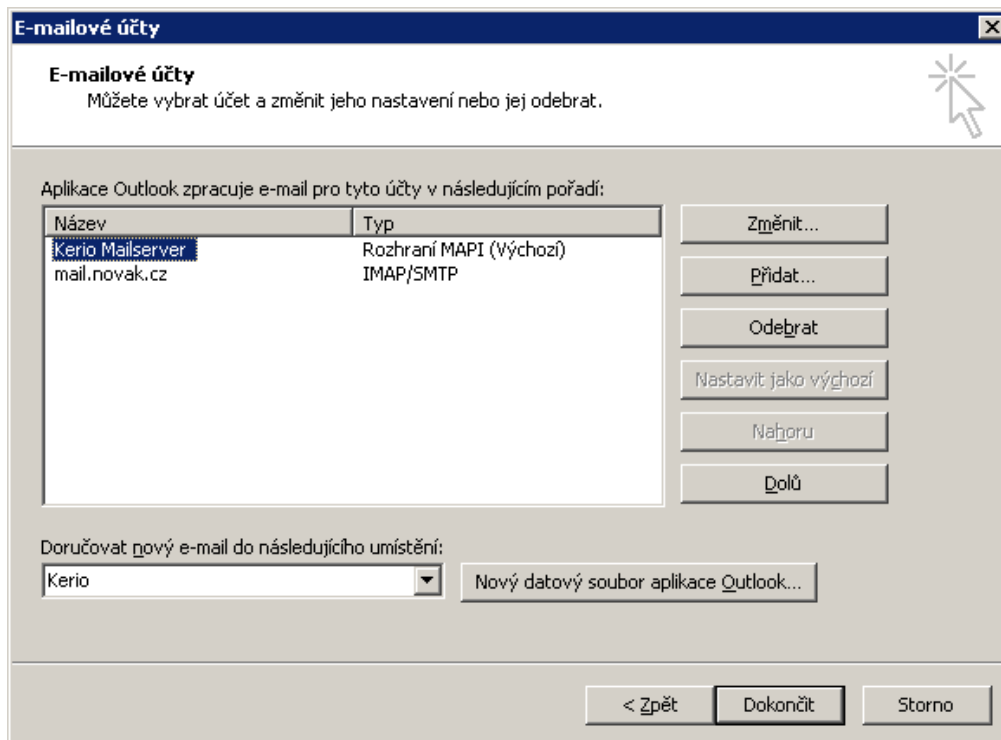 E-mailové účty
E-mailové účty
Můžete vybrat účet a změnit jeho nastavení nebo jej odebrat.
Aplikace Outlook zpracuje e-mail pro tyto účty v následujícím pořadí:
Název Typ
Kerio Mailserver Rozhraní MAPI (Výchozí)
mail.novak.cz IMAP/SMTP
Změnit...
Přidat...
Odebrat
Nastavit jako výchozí
Nahoru
Dolů
Doručovat nový e-mail do následujícího umístění:
Kerio
Nový datový soubor aplikace Outlook...
< Zpět Dokončit Storno